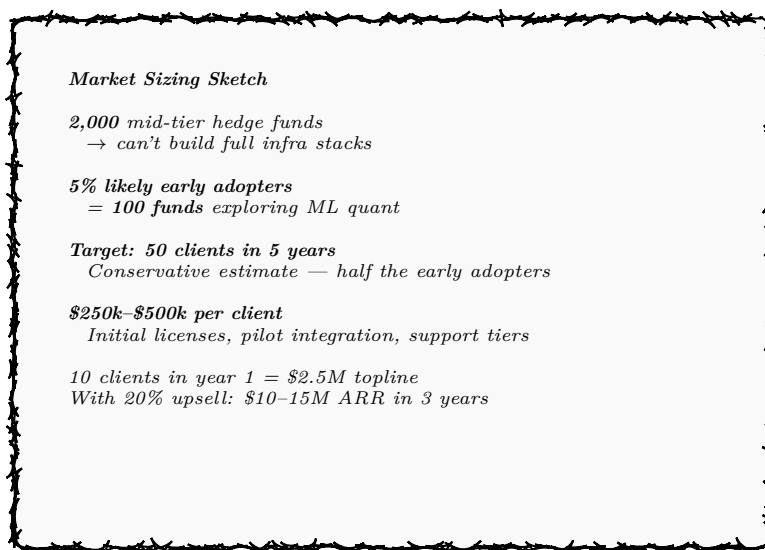 Market Sizing Sketch
2,000 mid-tier hedge funds
→ can't build full infra stacks
5% likely early adopters
= 100 funds exploring ML quant
Target: 50 clients in 5 years
Conservative estimate — half the early adopters
$250k–$500k per client
Initial licenses, pilot integration, support tiers
10 clients in year 1 = $2.5M topline
With 20% upsell: $10–15M ARR in 3 years